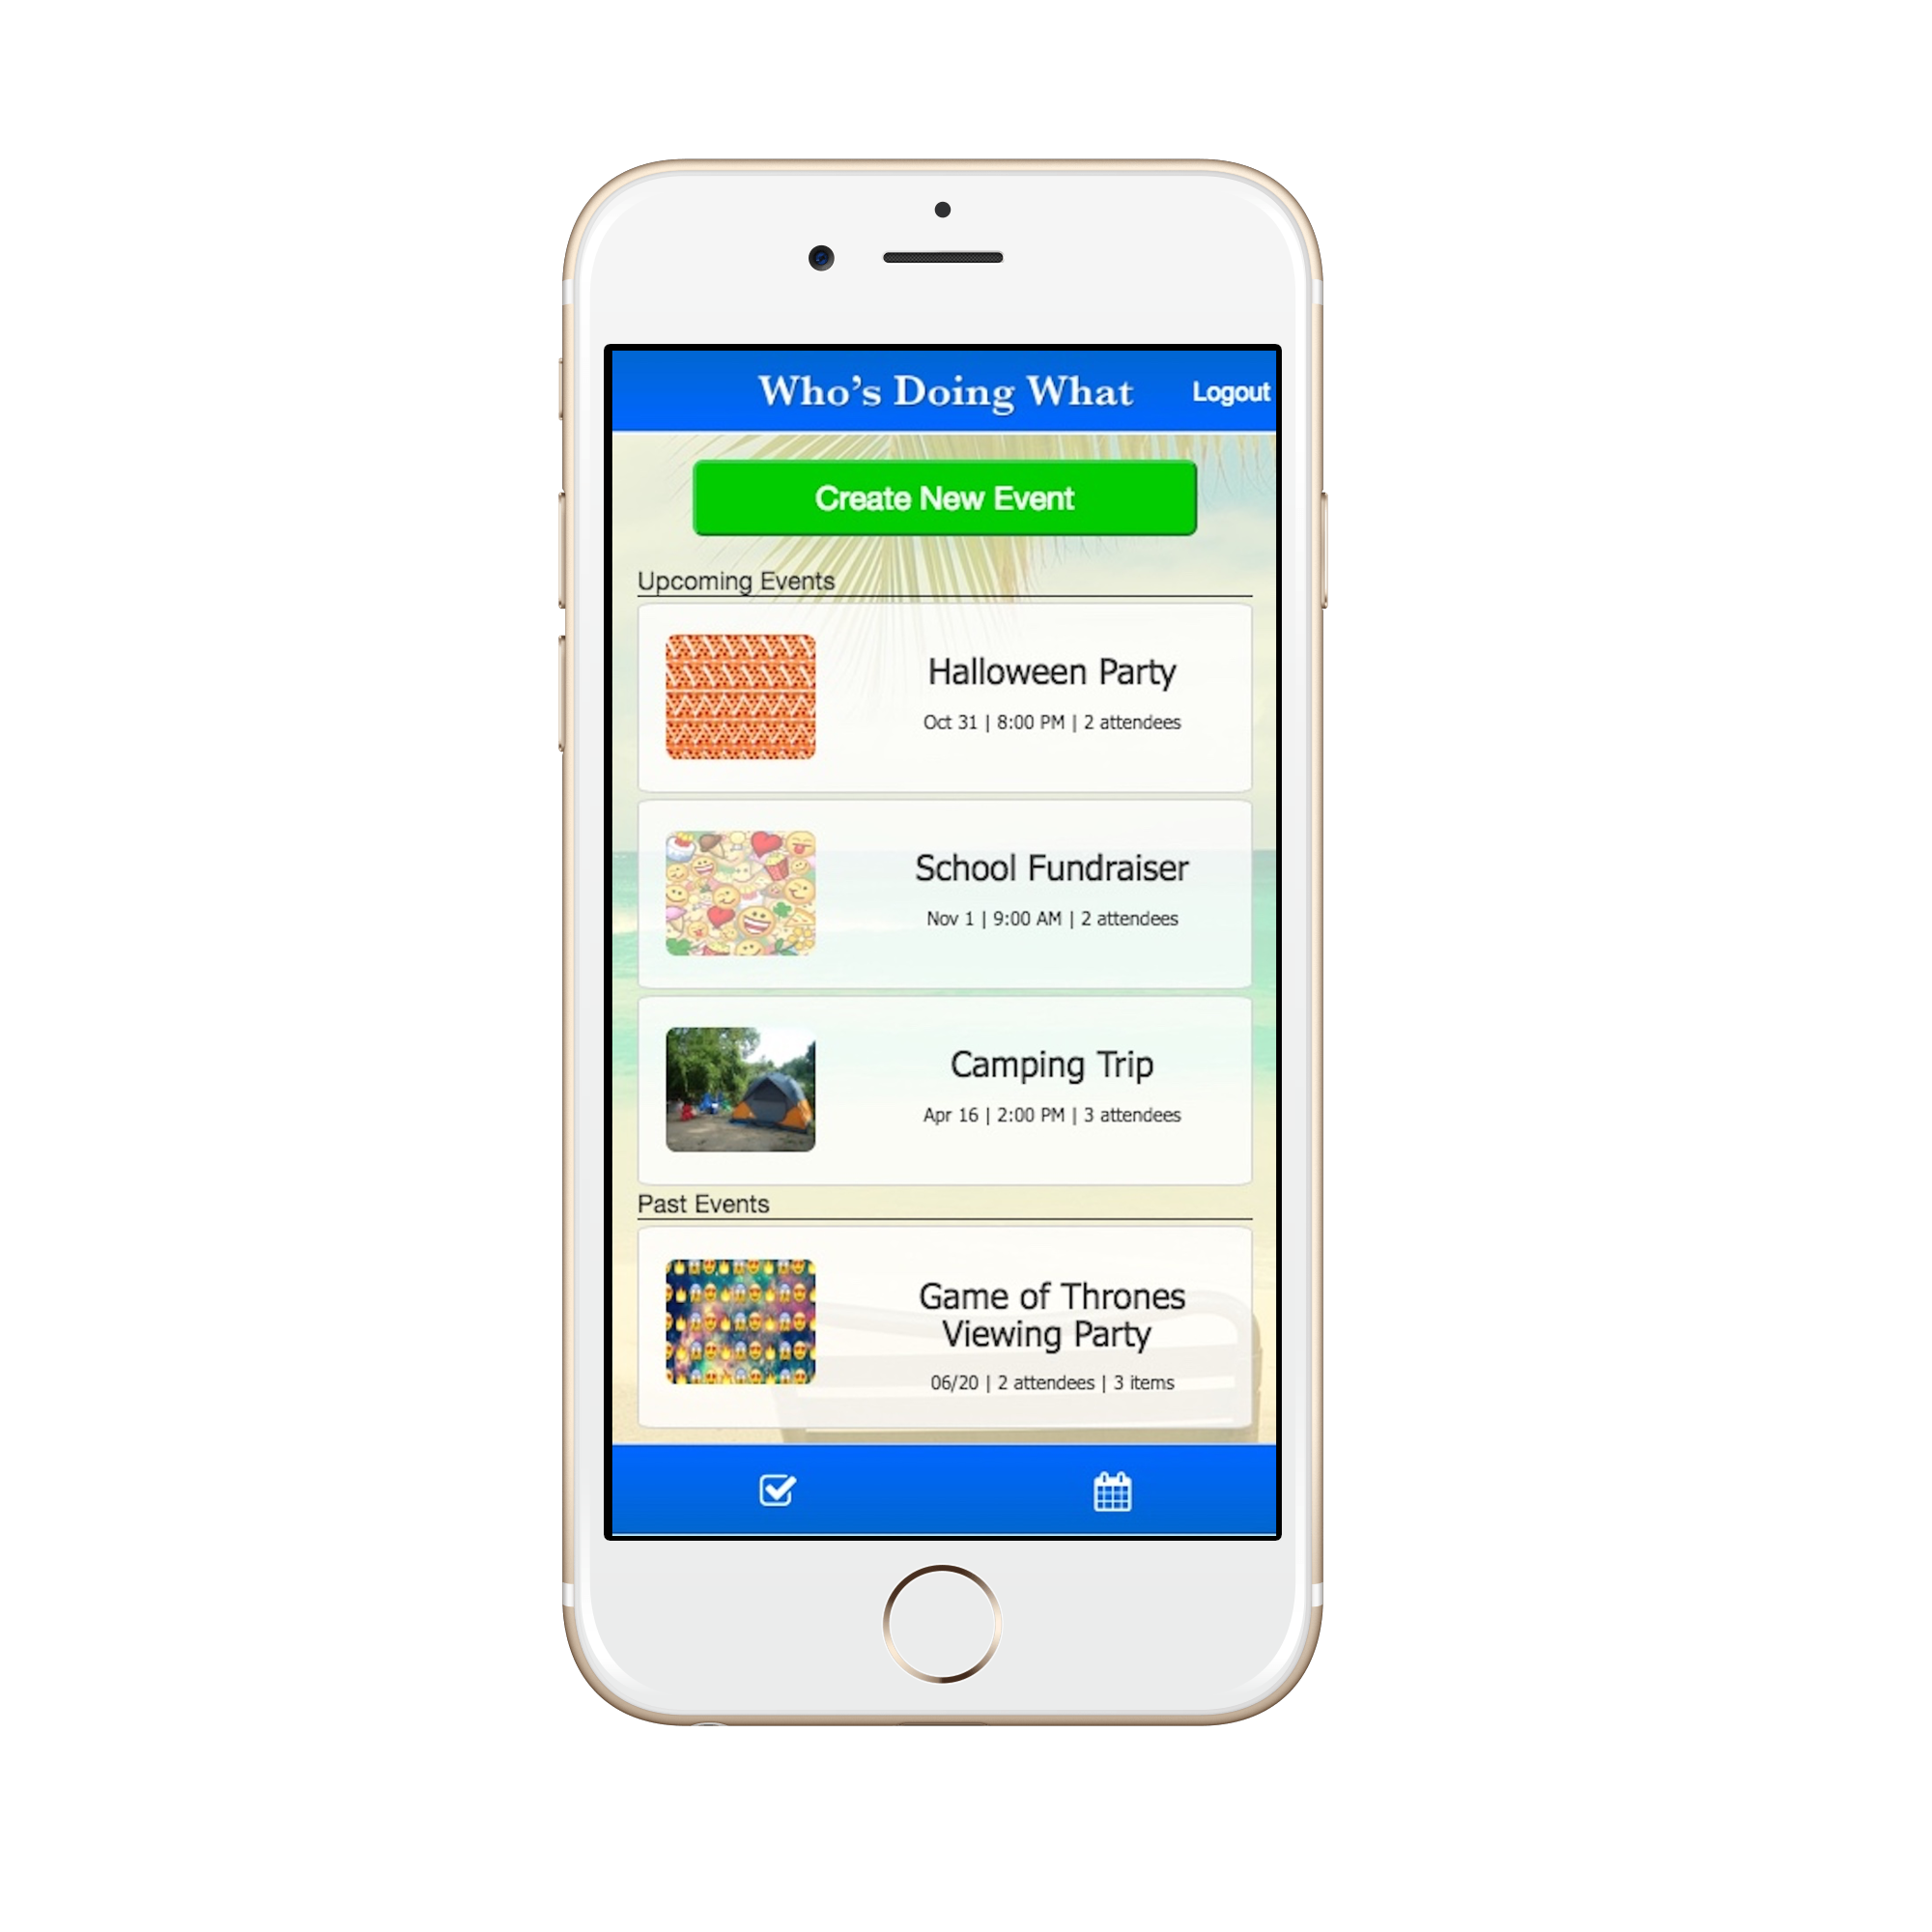 Who's Doing What
Logout
Create New Event
Upcoming Events
Halloween Party
Oct 31 | 8:00 PM | 2 attendees
School Fundraiser
Nov 1 | 9:00 AM | 2 attendees
Camping Trip
Apr 16 | 2:00 PM | 3 attendees
Past Events
Game of Thrones
Viewing Party
06/20 | 2 attendees | 3 items